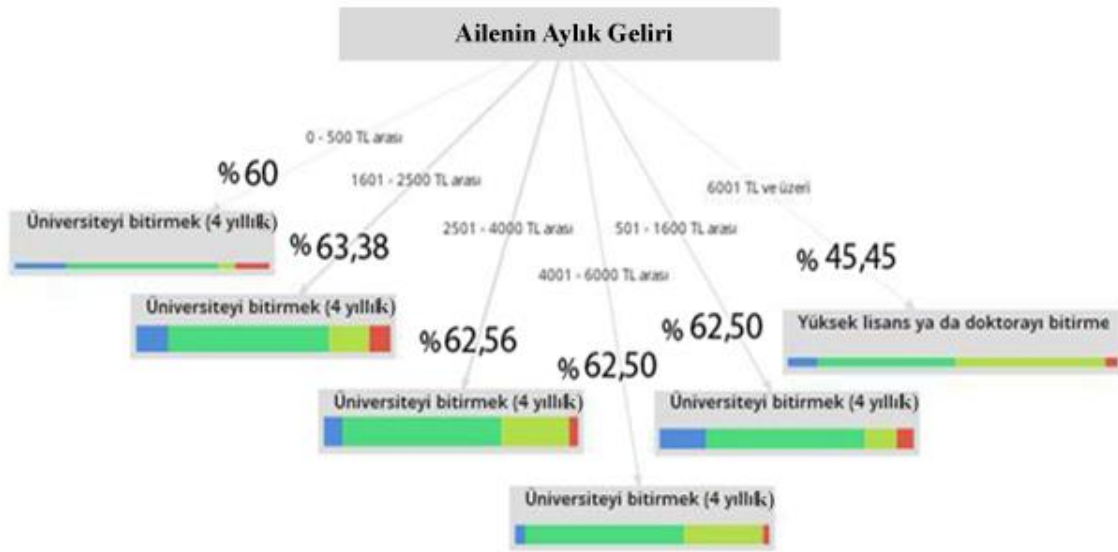 Ailenin Aylık Geliri
0 - 500 TL arası
% 60
1601 - 2500 TL arası
6001 TL ve üzeri
Üniversiteyi bitirmek (4 yıllık)
2501 - 4000 TL arası
501 - 1600 TL arası
% 63,38
% 45,45
4001 - 6000 TL arası
Üniversiteyi bitirmek (4 yıllık)
Yüksek lisans ya da doktorayı bitirme
% 62,56
% 62,50
% 62,50
Üniversiteyi bitirmek (4 yıllık)
Üniversiteyi bitirmek (4 yıllık)
Üniversiteyi bitirmek (4 yıllık)